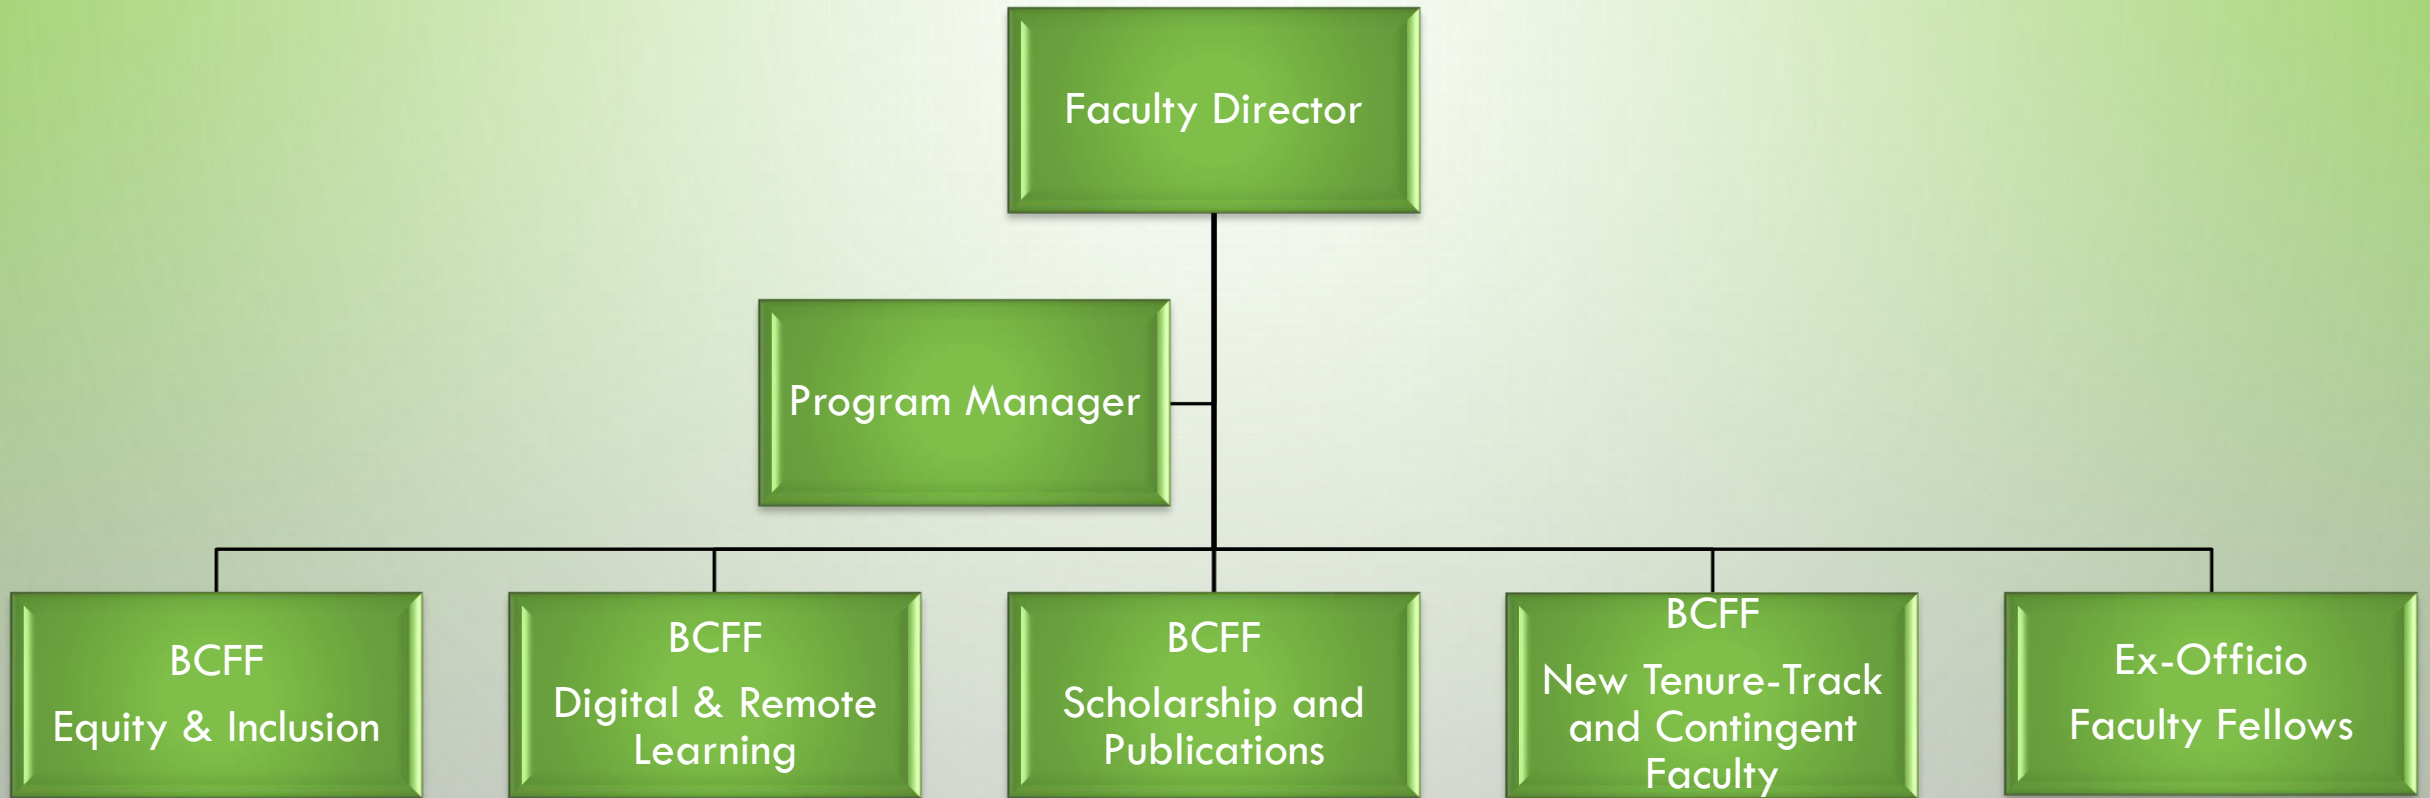 Faculty Director
Program Manager
BCFF
Equity & Inclusion
BCFF
Digital & Remote
Learning
BCFF
Scholarship and
Publications
BCFF
New Tenure-Track
and Contingent
Faculty
Ex-Officio
Faculty Fellows